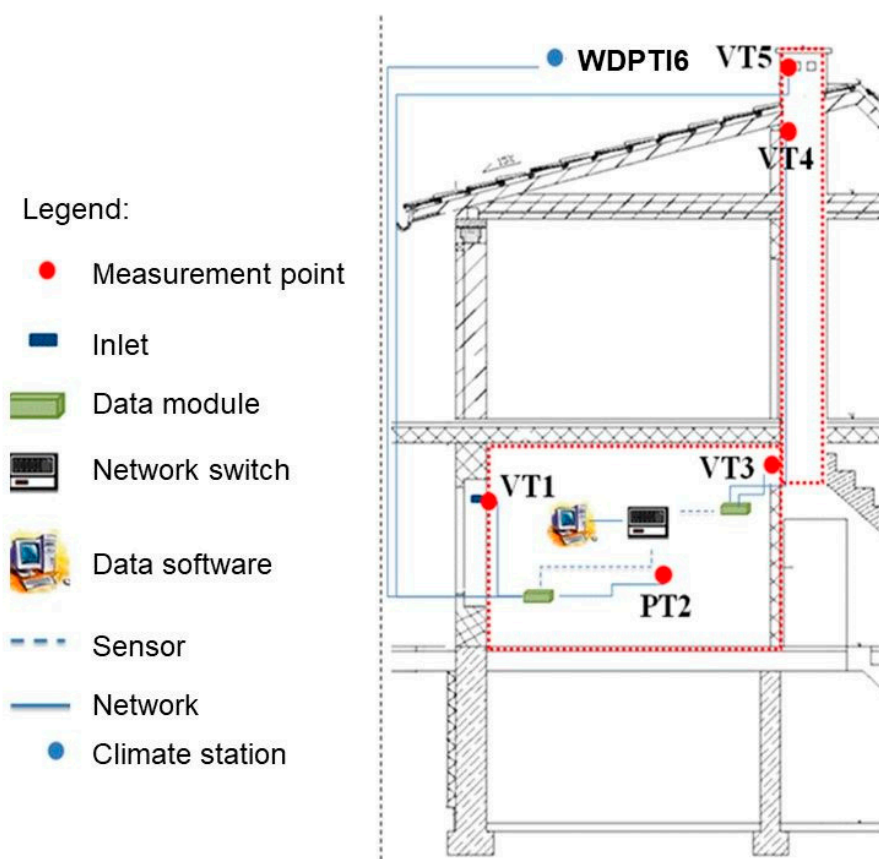 WDPTI6
VT5
VT4
Legend:
Measurement point
Inlet
Data module
Network switch
Data software
Sensor
Network
Climate station
VT3
VT1
PT2